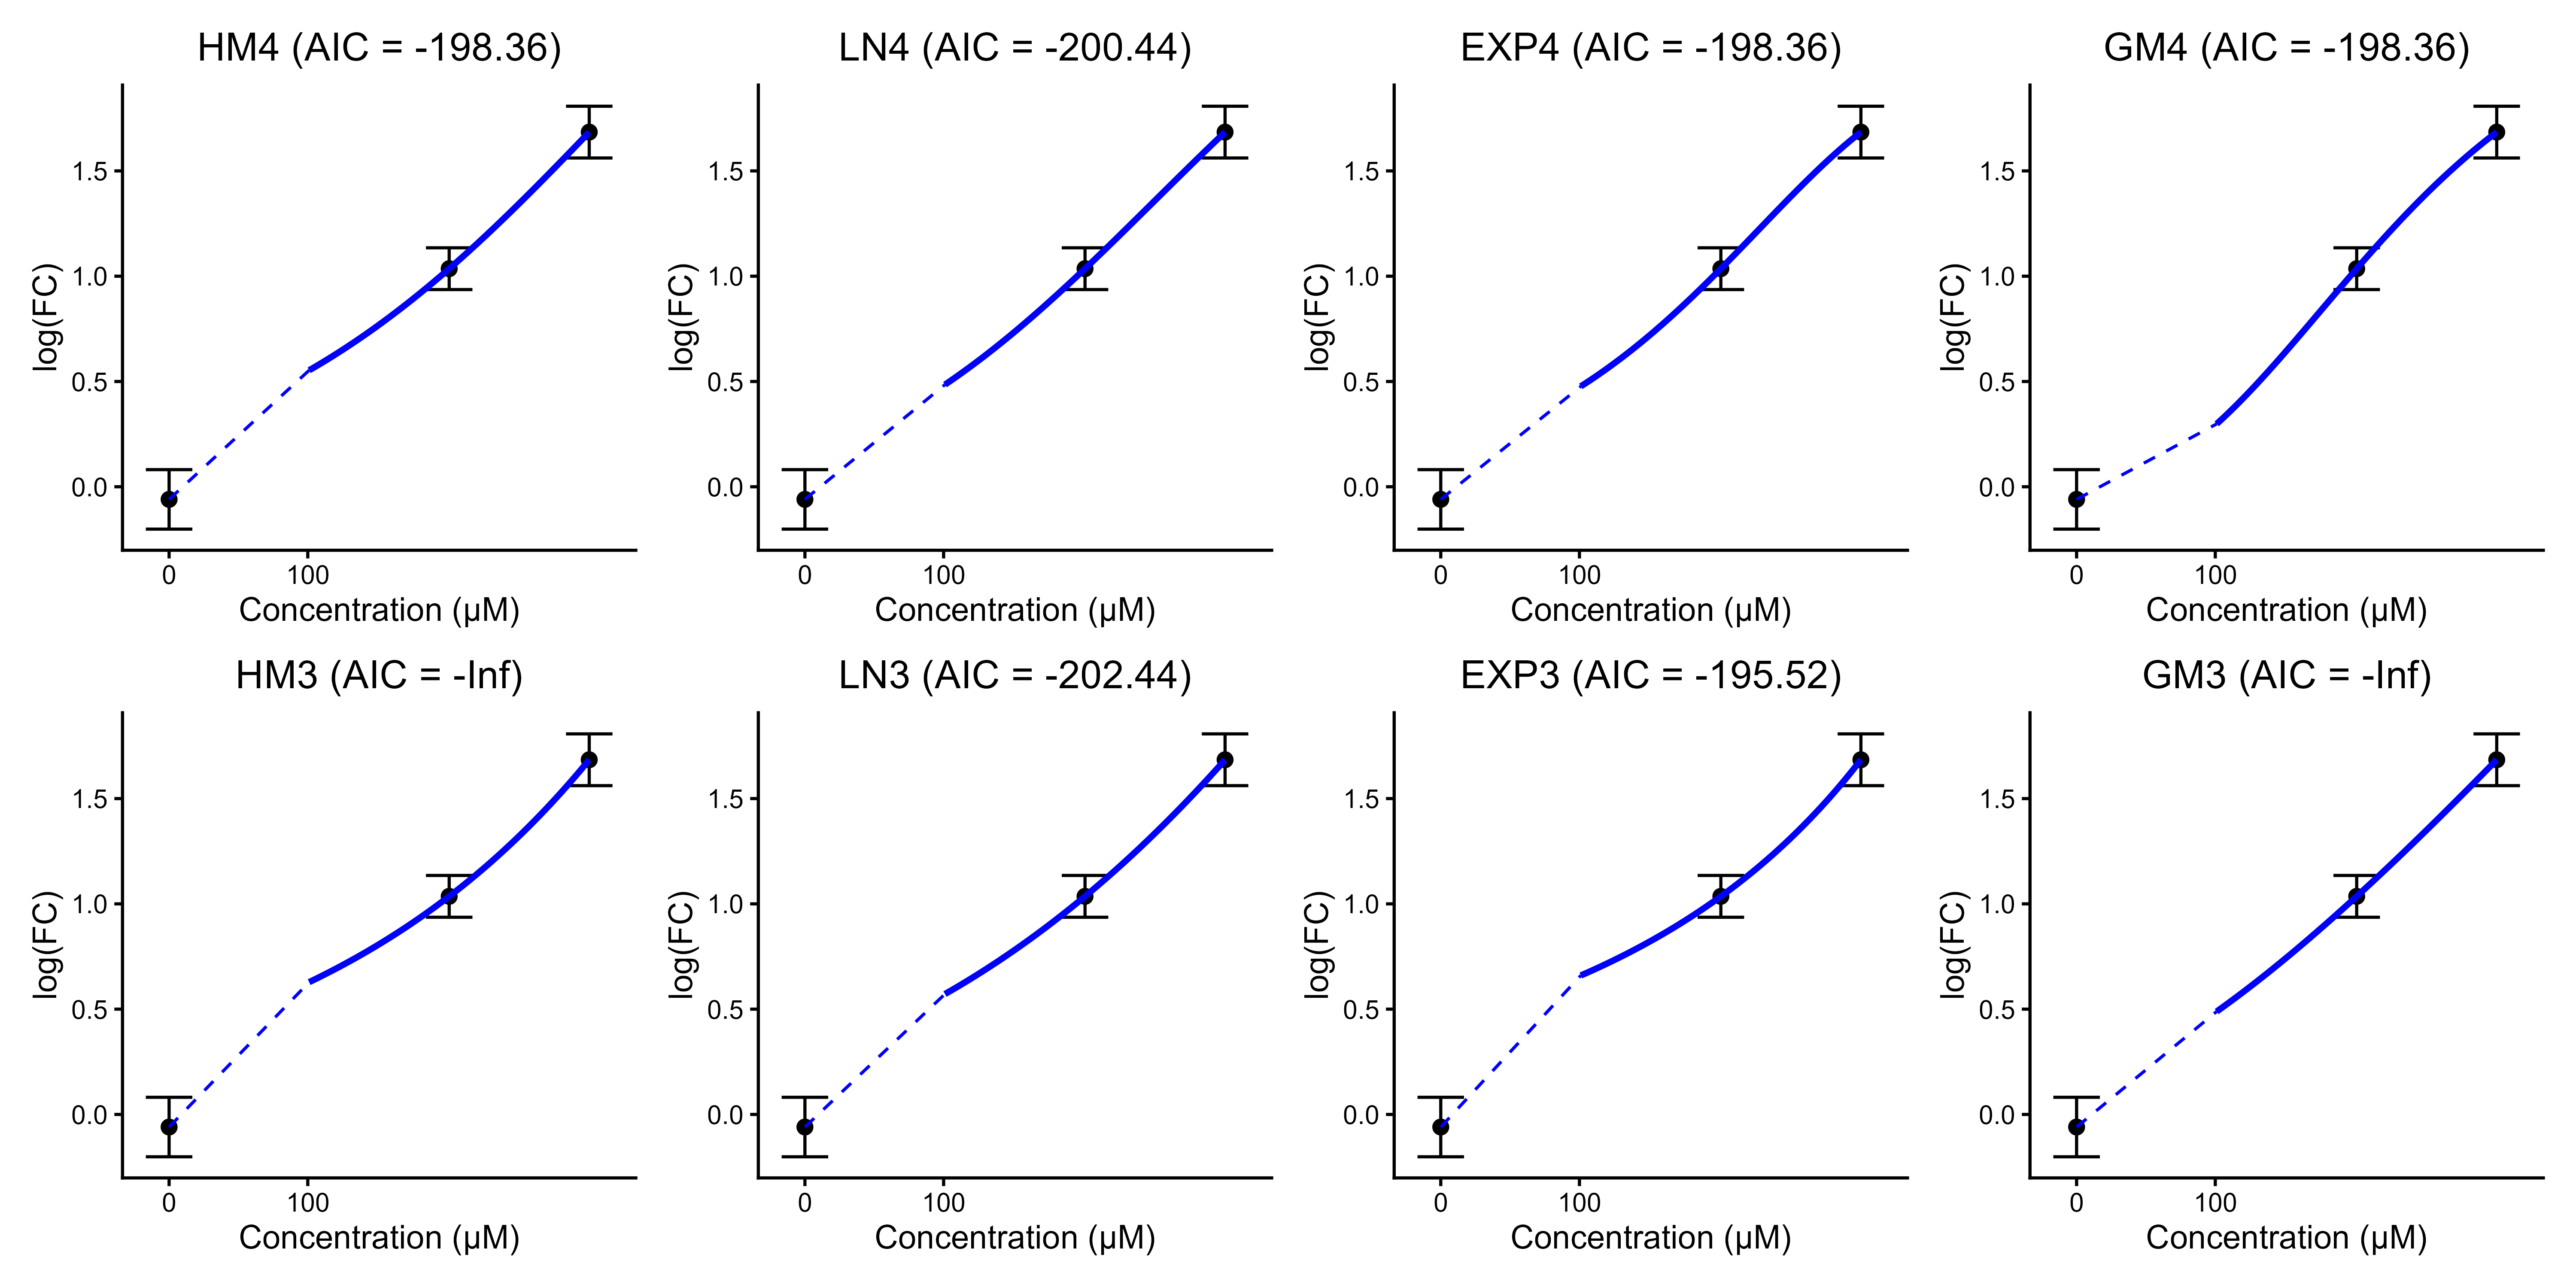 HM4 (AIC = -198.36)
log(FC)
1.5
1.0
0.5
0.0
0
100
Concentration (µM)
LN4 (AIC = -200.44)
log(FC)
1.5
1.0
0.5
0.0
0
100
Concentration (µM)
EXP4 (AIC = -198.36)
log(FC)
1.5
1.0
0.5
0.0
0
100
Concentration (µM)
GM4 (AIC = -198.36)
log(FC)
1.5
1.0
0.5
0.0
0
100
Concentration (µM)
HM3 (AIC = -Inf)
log(FC)
1.5
1.0
0.5
0.0
0
100
Concentration (µM)
LN3 (AIC = -202.44)
log(FC)
1.5
1.0
0.5
0.0
0
100
Concentration (µM)
EXP3 (AIC = -195.52)
log(FC)
1.5
1.0
0.5
0.0
0
100
Concentration (µM)
GM3 (AIC = -Inf)
log(FC)
1.5
1.0
0.5
0.0
0
100
Concentration (µM)